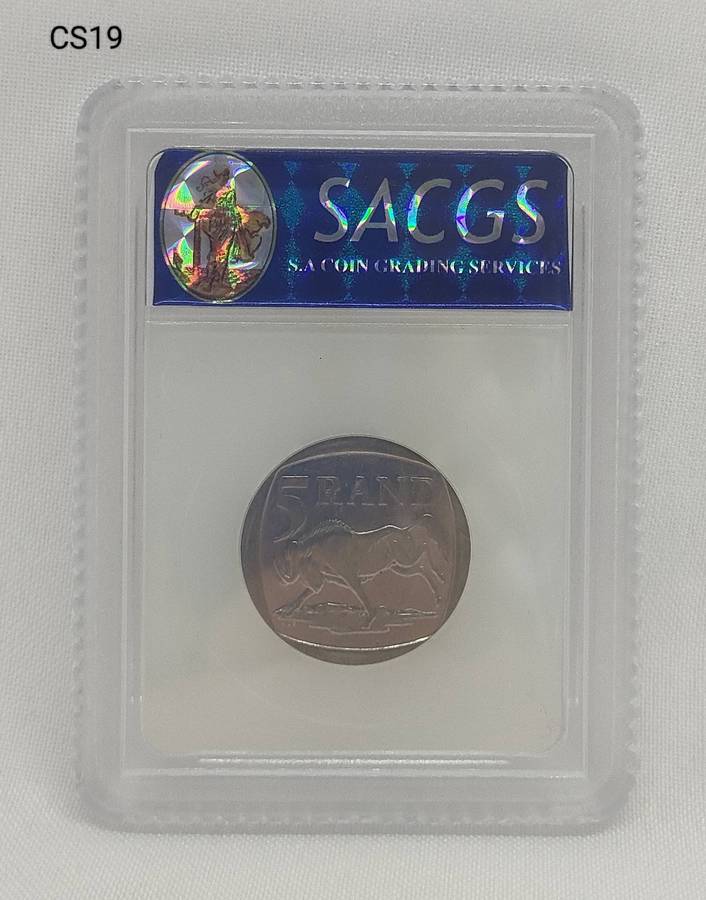 CS19
SACGS
S.A COIN GRADING SERVICES
5 RAND